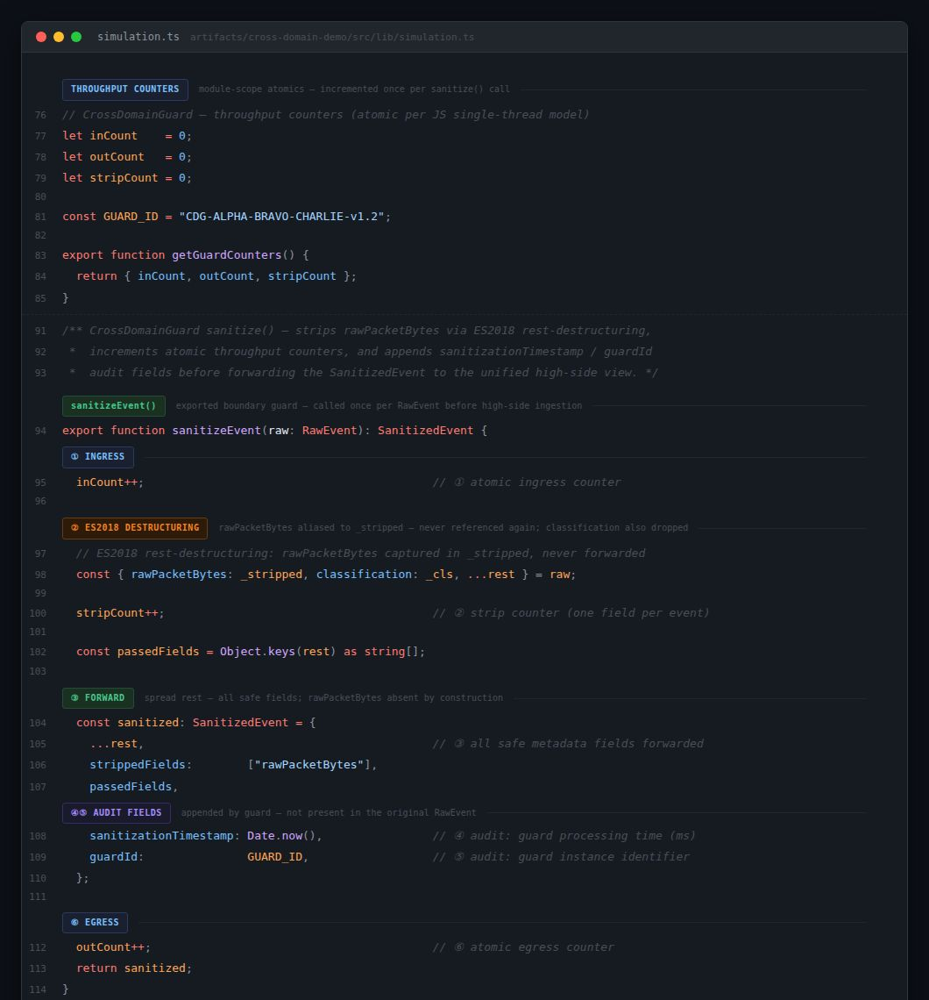 simulation.ts artifacts/cross-domain-demo/src/lib/simulation.ts
THROUGHPUT COUNTERS module-scope atomics — incremented once per sanitize() call
76 // CrossDomainGuard — throughput counters (atomic per JS single-thread model)
77 let inCount    = 0;
78 let outCount   = 0;
79 let stripCount = 0;
80
81 const GUARD_ID = "CDG-ALPHA-BRAVO-CHARLIE-v1.2";
82
83 export function getGuardCounters() {
84   return { inCount, outCount, stripCount };
85 }
91 /** CrossDomainGuard sanitize() — strips rawPacketBytes via ES2018 rest-destructuring,
92  *  increments atomic throughput counters, and appends sanitizationTimestamp / guardId
93  *  audit fields before forwarding the SanitizedEvent to the unified high-side view. */
sanitizeEvent() exported boundary guard — called once per RawEvent before high-side ingestion
94 export function sanitizeEvent(raw: RawEvent): SanitizedEvent {
① INGRESS
95   inCount++;                                          // ① atomic ingress counter
96
② ES2018 DESTRUCTURING rawPacketBytes aliased to _stripped — never referenced again; classification also dropped
97   // ES2018 rest-destructuring: rawPacketBytes captured in _stripped, never forwarded
98   const { rawPacketBytes: _stripped, classification: _cls, ...rest } = raw;
99
100   stripCount++;                                       // ② strip counter (one field per event)
101
102   const passedFields = Object.keys(rest) as string[];
103
③ FORWARD spread rest — all safe fields; rawPacketBytes absent by construction
104   const sanitized: SanitizedEvent = {
105     ...rest,                                          // ③ all safe metadata fields forwarded
106     strippedFields:        ["rawPacketBytes"],
107     passedFields,
④⑤ AUDIT FIELDS appended by guard — not present in the original RawEvent
108     sanitizationTimestamp: Date.now(),                // ④ audit: guard processing time (ms)
109     guardId:               GUARD_ID,                  // ⑤ audit: guard instance identifier
110   };
111
⑥ EGRESS
112   outCount++;                                         // ⑥ atomic egress counter
113   return sanitized;
114 }